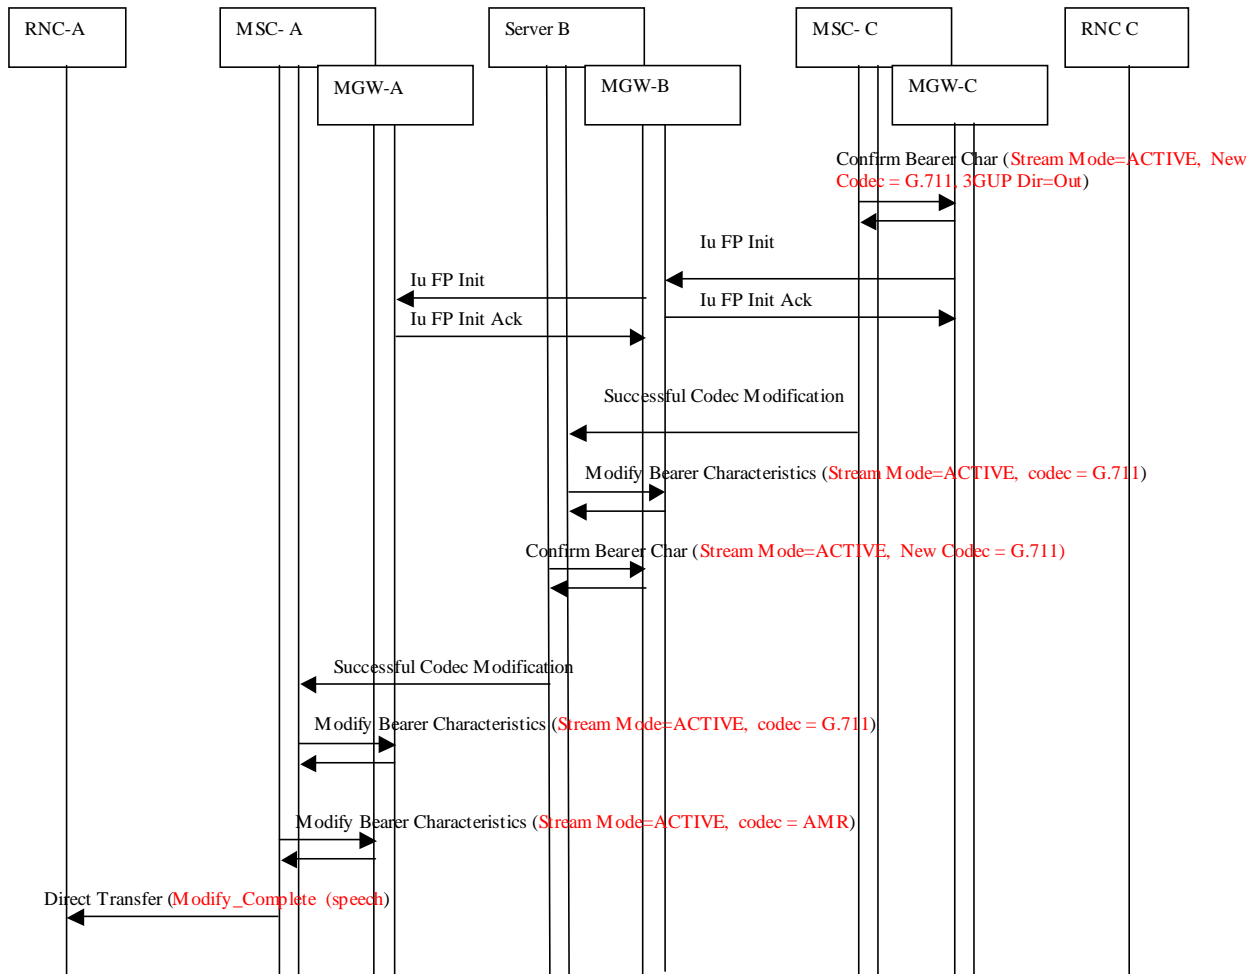 RNC-A
MSC- A
Server B
MSC- C
RNC C
MGW-A
MGW-B
MGW-C
Confirm Bearer Char (Stream Mode=ACTIVE, New
Codec = G.711, 3GUP Dir=Out)
Iu FP Init
Iu FP Init
Iu FP Init Ack
Iu FP Init Ack
Successful Codec Modification
Modify Bearer Characteristics (Stream Mode=ACTIVE, codec = G.711)
Confirm Bearer Char (Stream Mode=ACTIVE, New Codec = G.711)
Successful Codec Modification
Modify Bearer Characteristics (Stream Mode=ACTIVE, codec = G.711)
Modify Bearer Characteristics (Stream Mode=ACTIVE, codec = AMR)
Direct Transfer (Modify_Complete (speech)